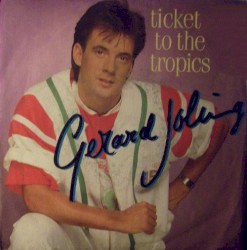 ticket
to the
tropics
Gerard Joling